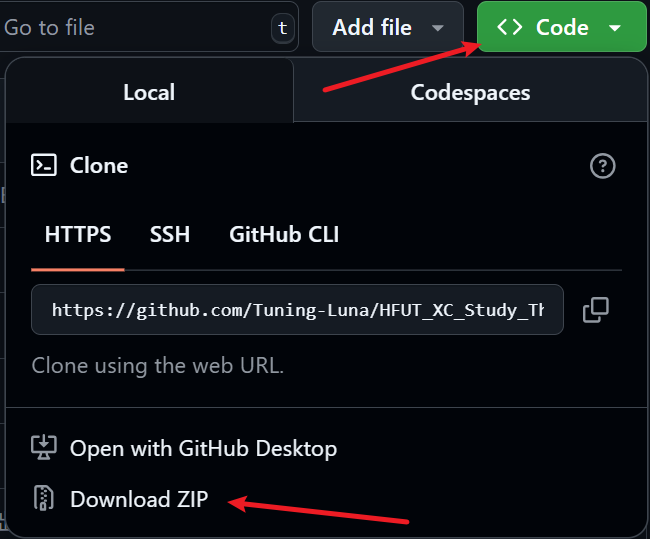 Go to file
t
Add file
Code
Local
Codespaces
Clone
?
HTTPS
SSH
GitHub CLI
https://github.com/Tuning-Luna/HFUT_XC_Study_Th
Clone using the web URL.
Open with GitHub Desktop
Download ZIP